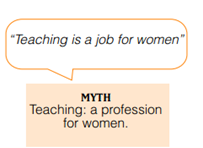 “Teaching is a job for women”
MYTH
Teaching: a profession
for women.